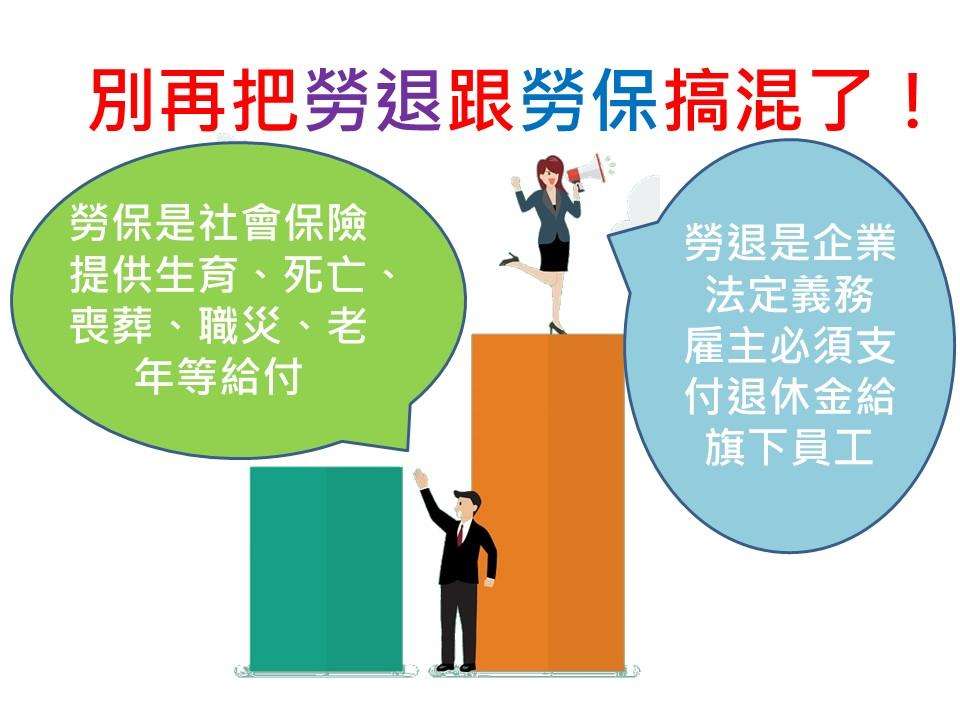 別再把勞退跟勞保搞混了！
勞保是社會保險
提供生育、死亡、
喪葬、職災、老
年等給付
勞退是企業
法定義務
雇主必須支
付退休金給
旗下員工